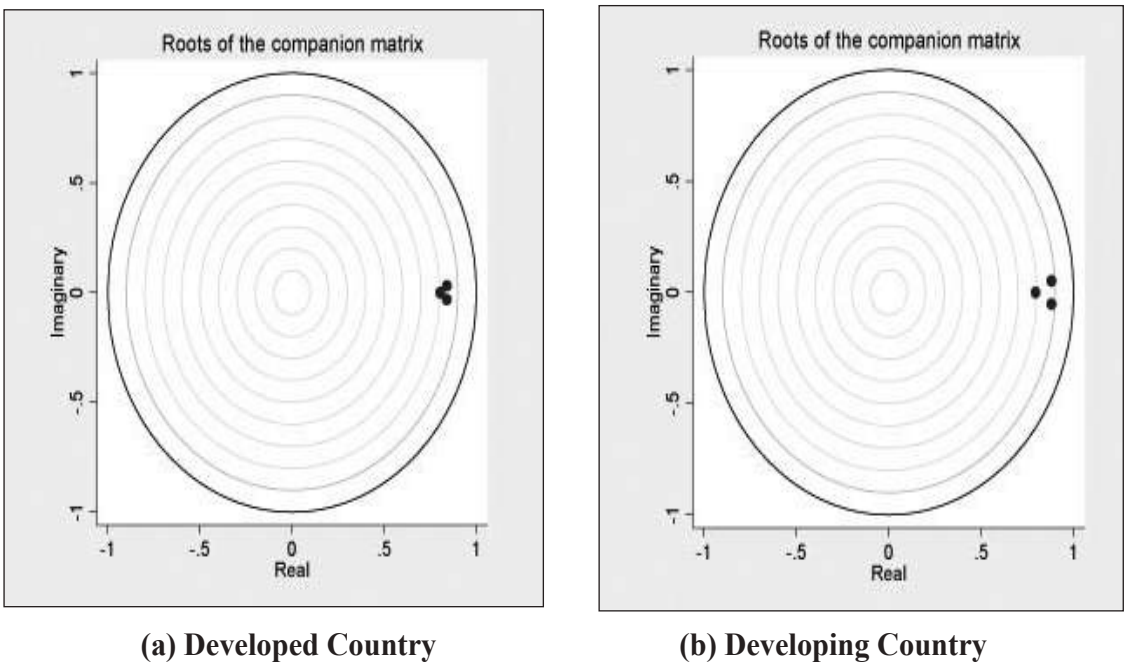 Roots of the companion matrix
1
.5
Imaginary
0
-.5
-1
-1 -.5 0 .5 1
Real
(a) Developed Country
Roots of the companion matrix
1
.5
Imaginary
0
-.5
-1
-1 -.5 0 .5 1
Real
(b) Developing Country